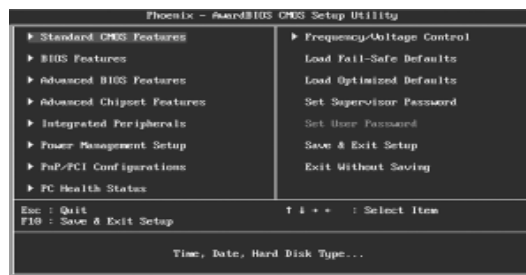 Phoenix - AwardBIOS CMOS Setup Utility
▶ Standard CMOS Features
▶ BIOS Features
▶ Advanced BIOS Features
▶ Advanced Chipset Features
▶ Integrated Peripherals
▶ Power Management Setup
▶ PnP/PCI Configurations
▶ PC Health Status
▶ Frequency/Voltage Control
Load Fail-Safe Defaults
Load Optimized Defaults
Set Supervisor Password
Set User Password
Save & Exit Setup
Exit Without Saving
Esc : Quit
F10 : Save & Exit Setup
↑ ↓ → ← : Select Item
Time, Date, Hard Disk Type...